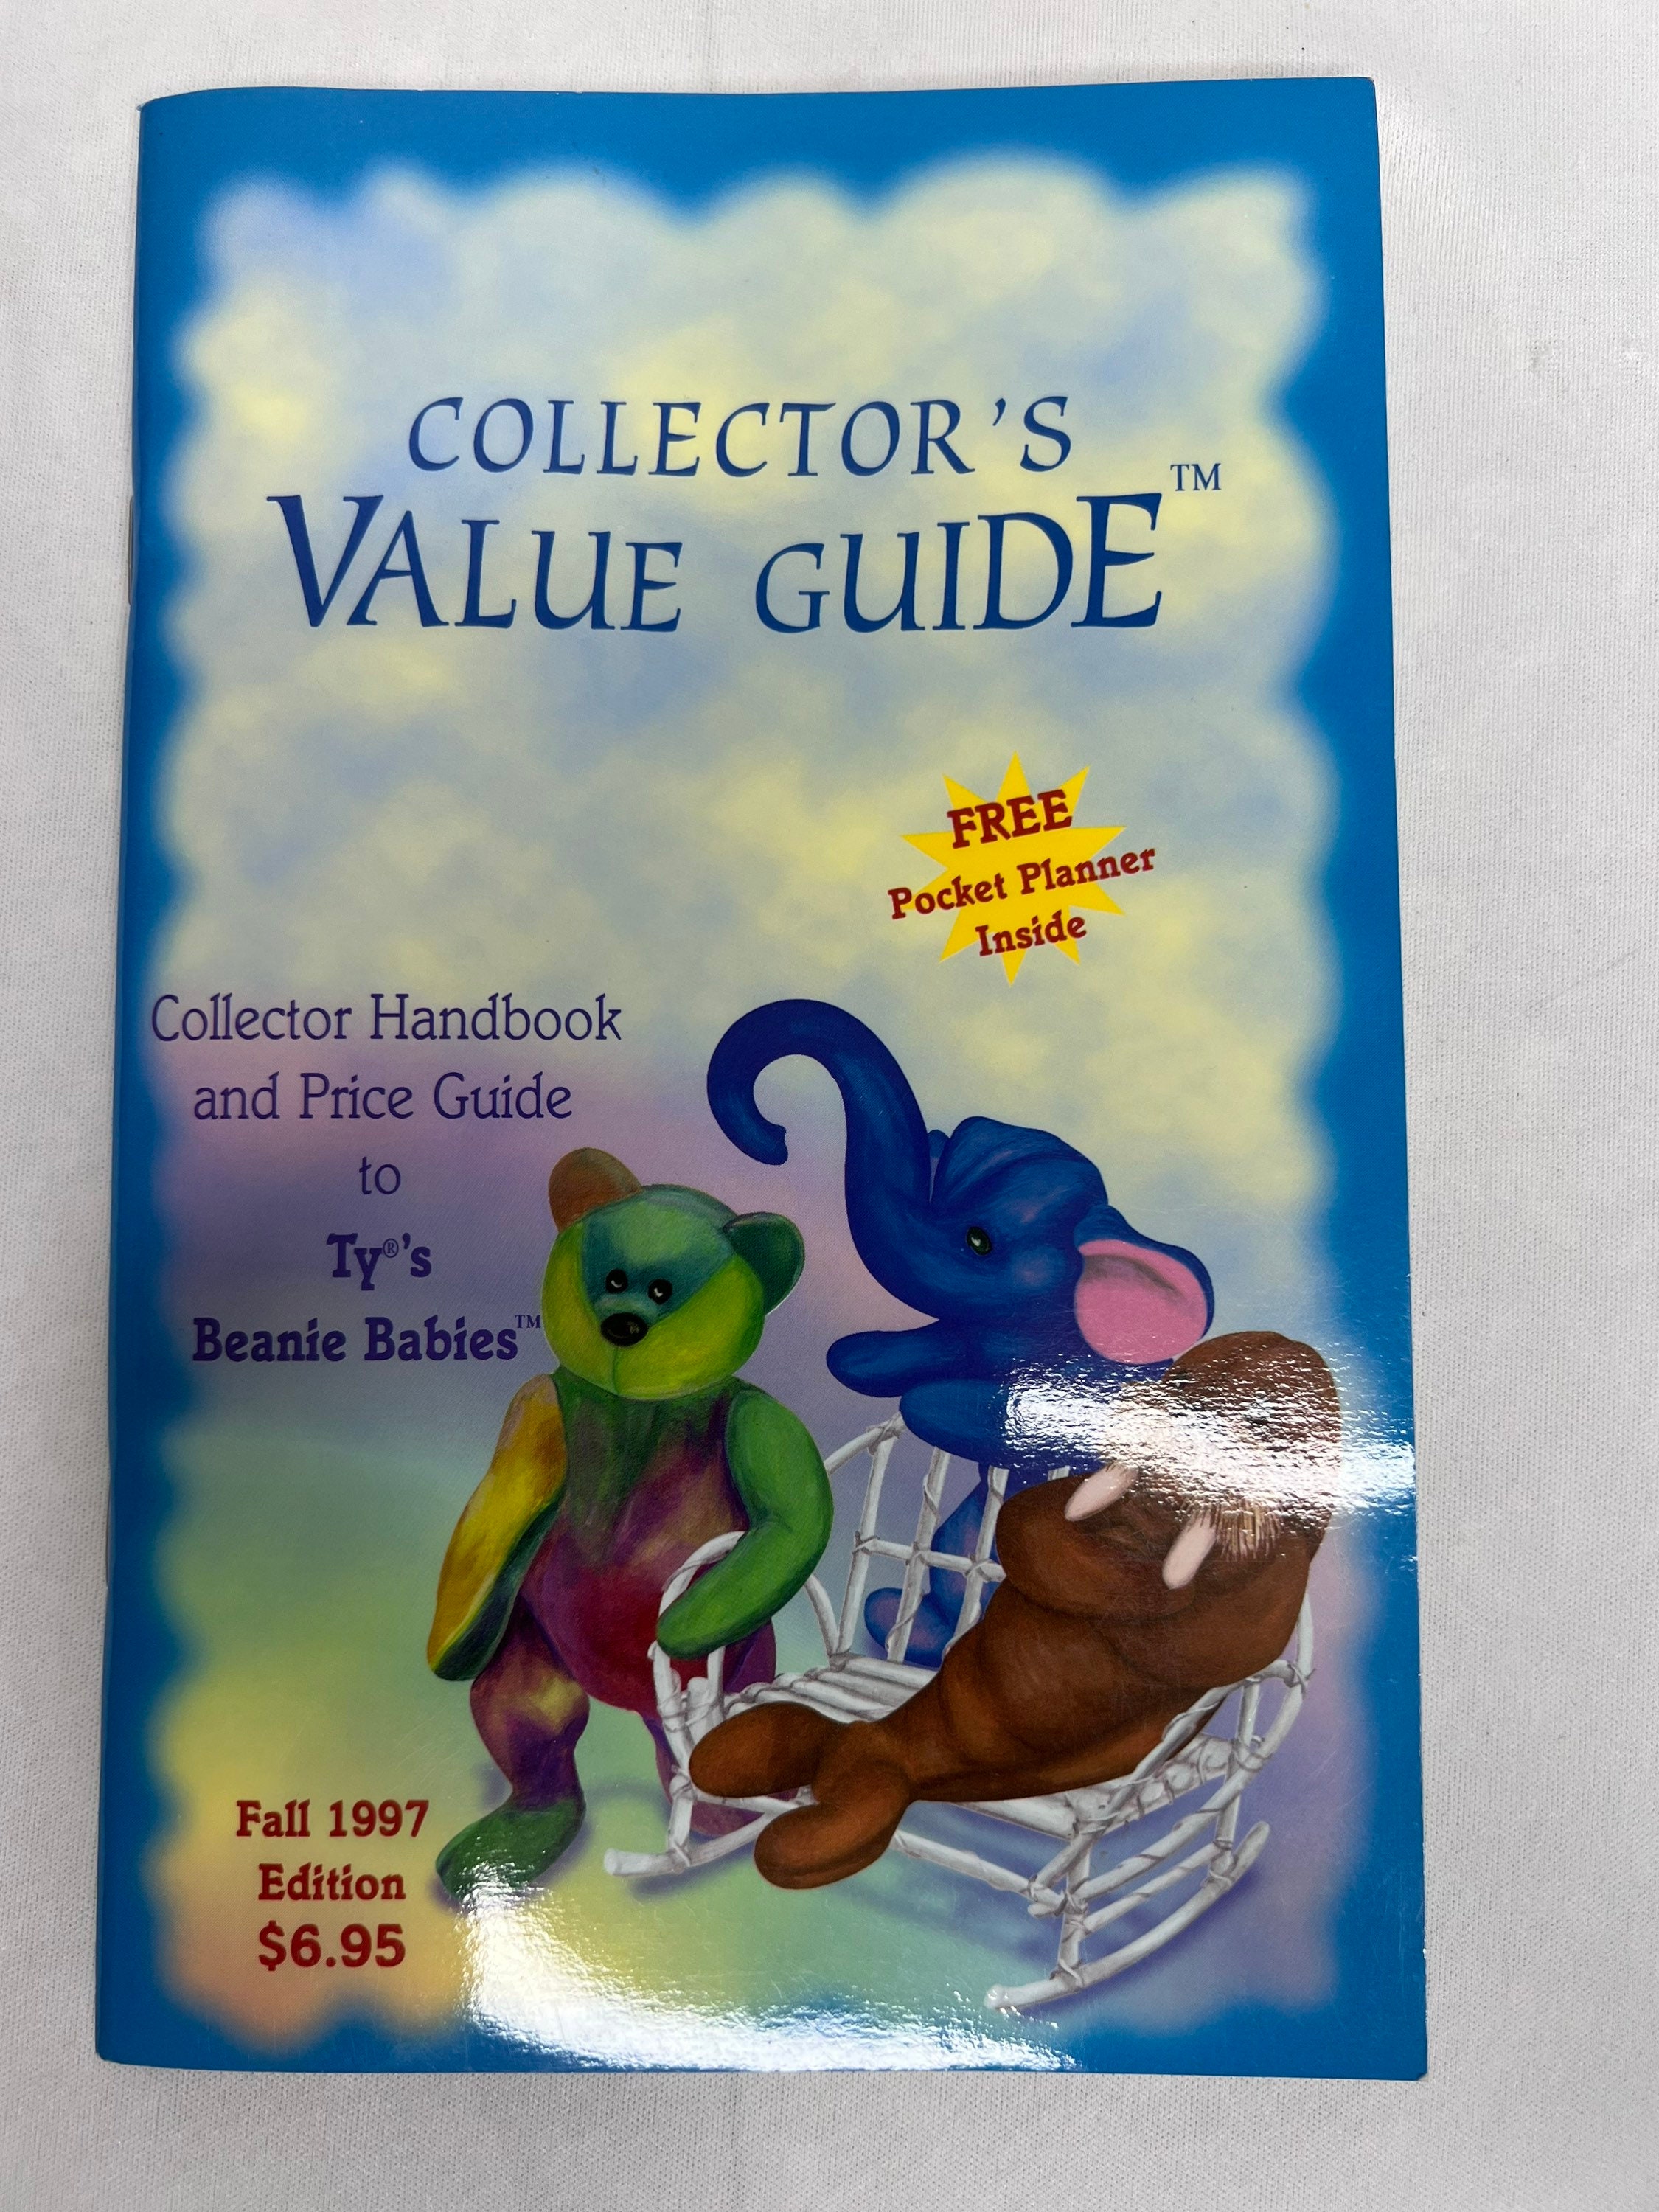 COLLECTOR'S
VALUE GUIDE™
FREE
Pocket Planner
Inside
Collector Handbook
and Price Guide
to
Ty®'s
Beanie Babies™
Fall 1997
Edition
$6.95